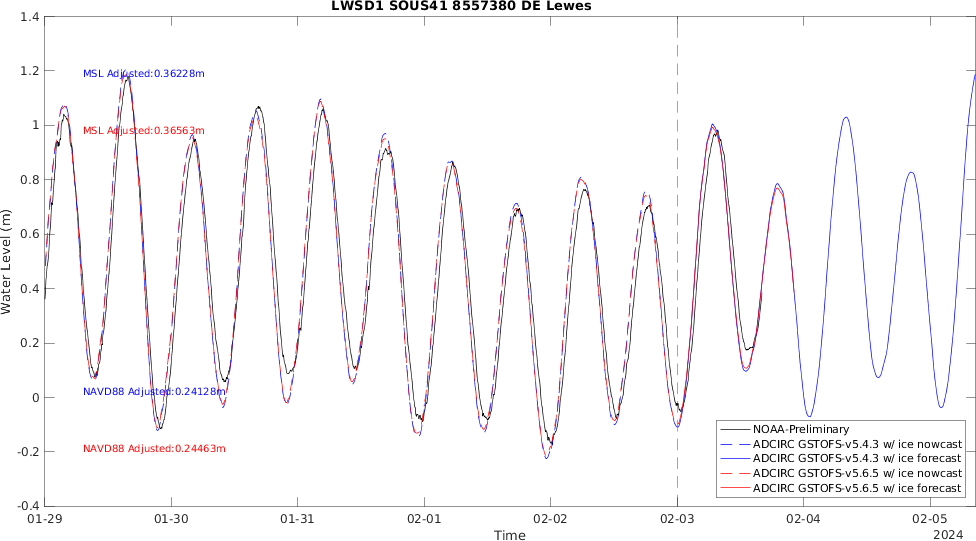 LWSD1 SOUS41 8557380 DE Lewes
1.4
1.2
1
0.8
0.6
0.4
0.2
0
-0.2
-0.4
Water Level (m)
MSL Adjusted:0.36228m
MSL Adjusted:0.36563m
NAVD88 Adjusted:0.24128m
NAVD88 Adjusted:0.24463m
NOAA-Preliminary
ADCIRC GSTOFS-v5.4.3 w/ ice nowcast
ADCIRC GSTOFS-v5.4.3 w/ ice forecast
ADCIRC GSTOFS-v5.6.5 w/ ice nowcast
ADCIRC GSTOFS-v5.6.5 w/ ice forecast
01-29 01-30 01-31 02-01 02-02 02-03 02-04 02-05
Time
2024